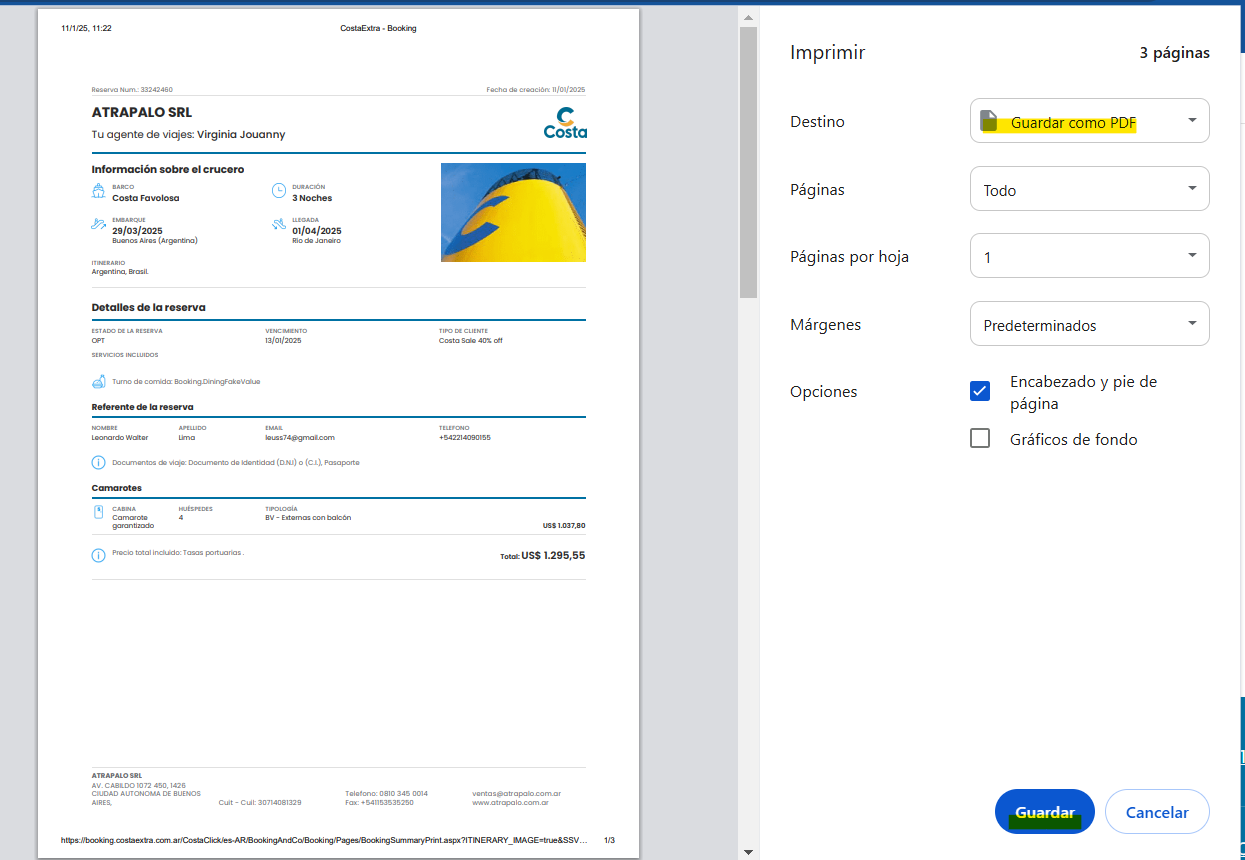 11/1/25, 11:22 CostaExtra - Booking
Reserva Num.: 33242460 Fecha de creación: 11/01/2025
ATRAPALO SRL
Tu agente de viajes: Virginia Jouanny
Costa
Información sobre el crucero
BARCO DURACIÓN
Costa Favolosa 3 Noches
EMBARQUE LLEGADA
29/03/2025 01/04/2025
Buenos Aires (Argentina) Rio de Janeiro
ITINERARIO
Argentina, Brasil.
Detalles de la reserva
ESTADO DE LA RESERVA VENCIMIENTO TIPO DE CLIENTE
OPT 13/01/2025 Costa Sale 40% off
SERVICIOS INCLUIDOS
Turno de comida: Booking.DiningFakeValue
Referente de la reserva
NOMBRE APELLIDO EMAIL TELEFONO
Leonardo Walter Lima leuss74@gmail.com +542214090155
Documentos de viaje: Documento de Identidad (D.N.I) o (C.I.), Pasaporte
Camarotes
CABINA HUÉSPEDES TIPOLOGÍA
Camarote 4 BV - Externas con balcón
garantizado US$ 1.037,80
Precio total incluido: Tasas portuarias .
Total: US$ 1.295,55
ATRAPALO SRL
AV. CABILDO 1072 450, 1426
CIUDAD AUTONOMA DE BUENOS Telefono: 0810 345 0014 ventas@atrapalo.com.ar
AIRES, Cuit - Cuil: 30714081329 Fax: +541153535250 www.atrapalo.com.ar
https://booking.costaextra.com.ar/CostaClick/es-AR/BookingAndCo/Booking/Pages/BookingSummaryPrint.aspx?ITINERARY_IMAGE=true&SSV... 1/3
Imprimir 3 páginas
Destino Guardar como PDF
Páginas Todo
Páginas por hoja 1
Márgenes Predeterminados
Opciones Encabezado y pie de
página
Gráficos de fondo
Guardar Cancelar